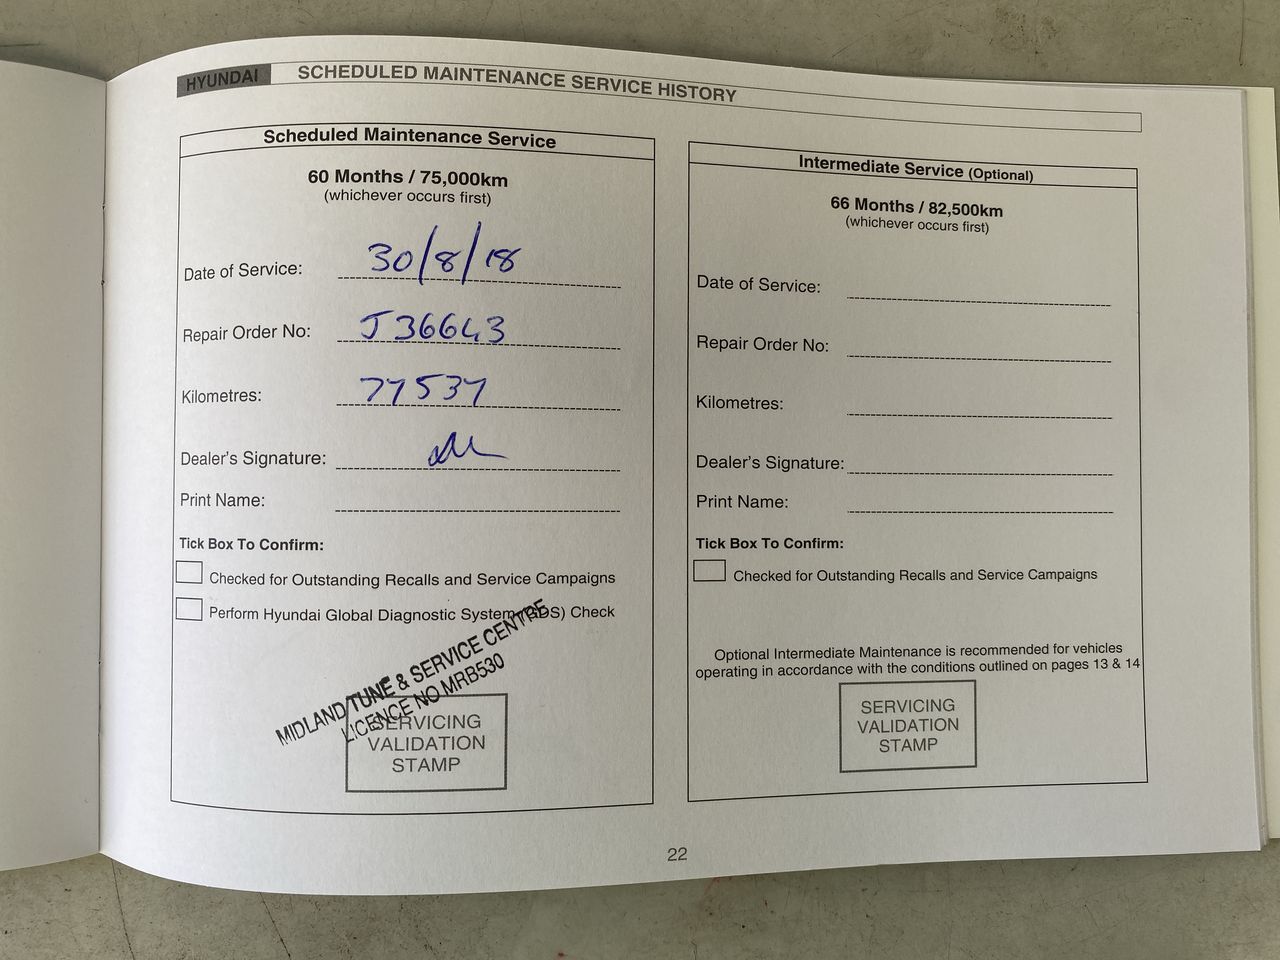 HYUNDAI SCHEDULED MAINTENANCE SERVICE HISTORY
Scheduled Maintenance Service
60 Months / 75,000km
(whichever occurs first)
Date of Service: 30/8/18
Repair Order No: J36643
Kilometres: 77537
Dealer's Signature:
Print Name:
Tick Box To Confirm:
Checked for Outstanding Recalls and Service Campaigns
Perform Hyundai Global Diagnostic System (GDS) Check
MIDLAND TUNE & SERVICE CENTRE
LICENCE NO MRB530
SERVICING
VALIDATION
STAMP
Intermediate Service (Optional)
66 Months / 82,500km
(whichever occurs first)
Date of Service:
Repair Order No:
Kilometres:
Dealer's Signature:
Print Name:
Tick Box To Confirm:
Checked for Outstanding Recalls and Service Campaigns
Optional Intermediate Maintenance is recommended for vehicles
operating in accordance with the conditions outlined on pages 13 & 14
SERVICING
VALIDATION
STAMP
22